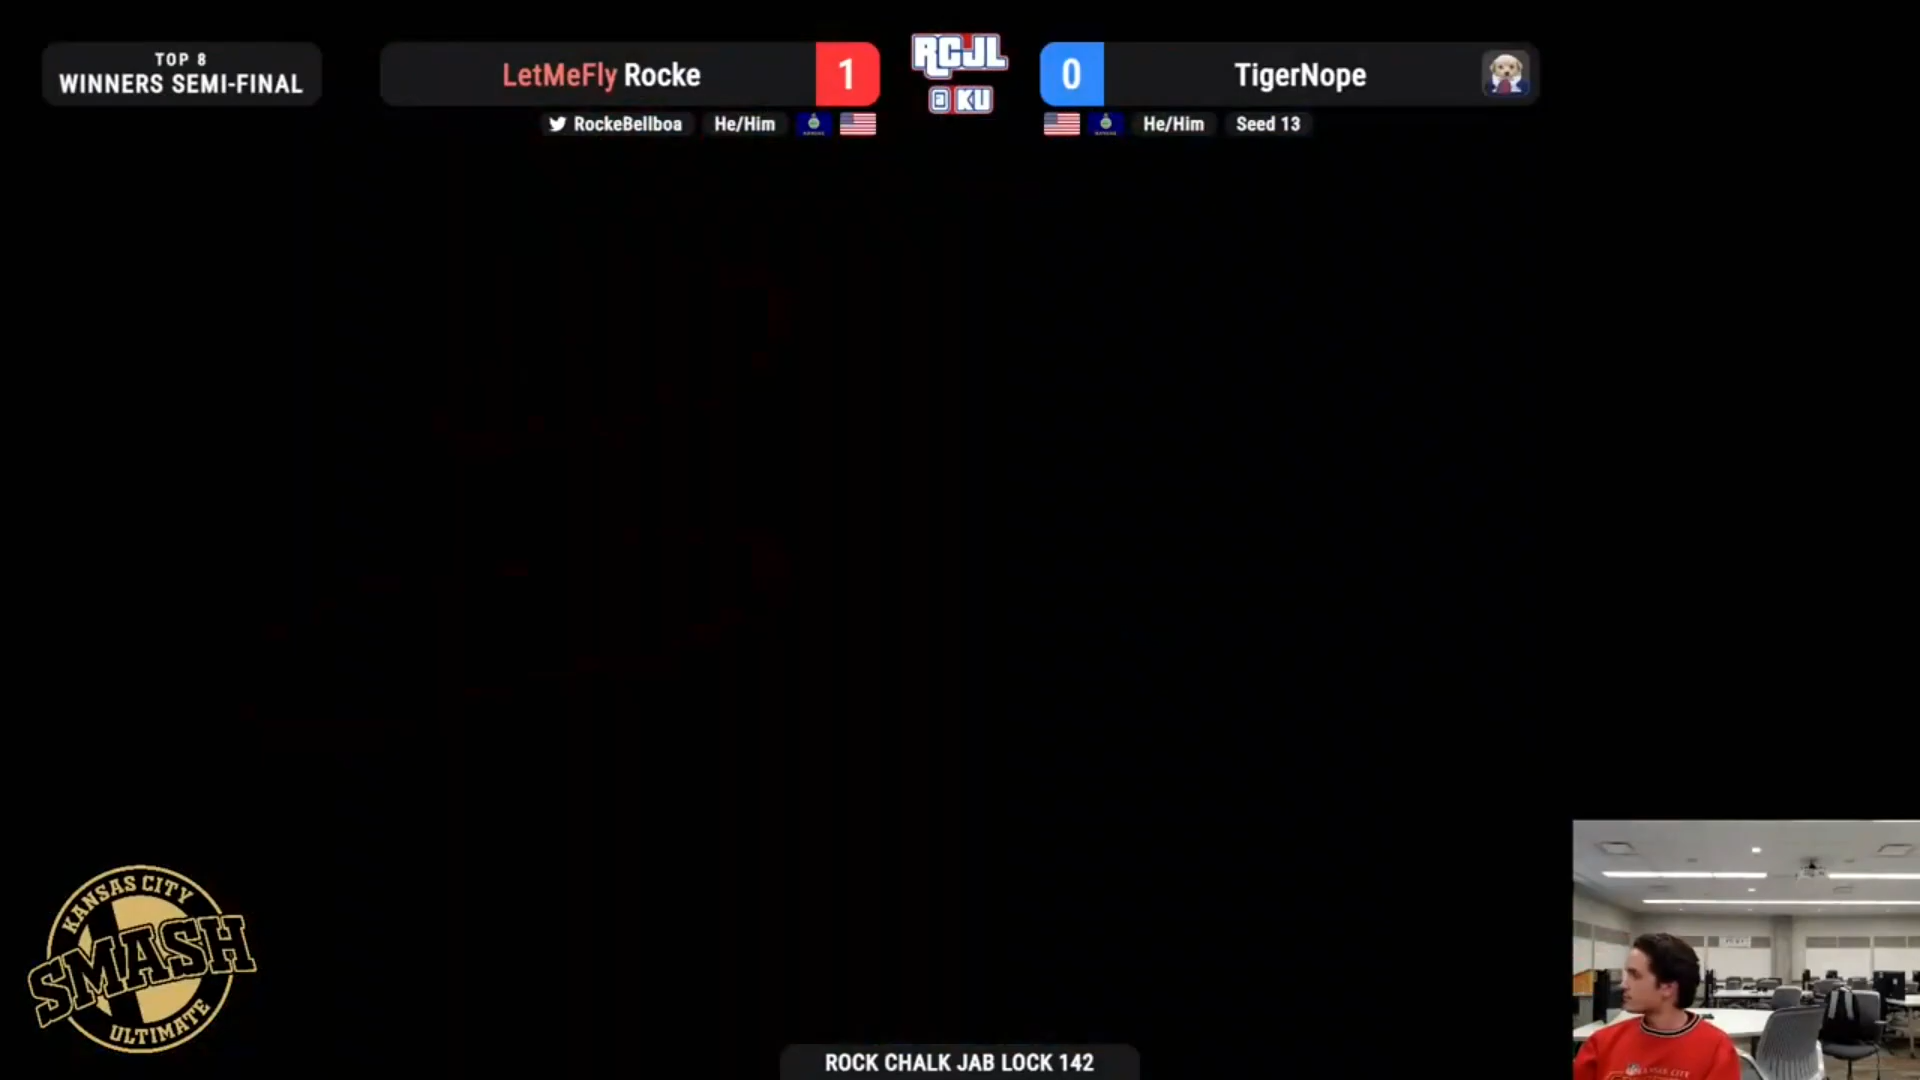 TOP 8
WINNERS SEMI-FINAL
LetMeFly Rocke
1
RCJL
@ KU
0
TigerNope
RockeBellboa
He/Him
He/Him
Seed 13
KANSAS CITY
SMASH
ULTIMATE
ROCK CHALK JAB LOCK 142